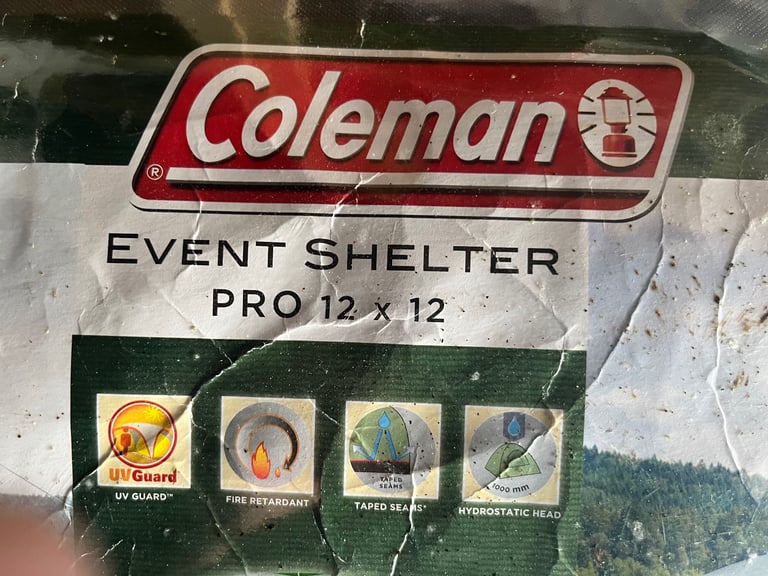 Coleman
®
EVENT SHELTER
PRO 12 x 12
UVGuard
UV GUARD™
FIRE RETARDANT
TAPED
SEAMS
TAPED SEAMS*
1000 mm
HYDROSTATIC HEAD